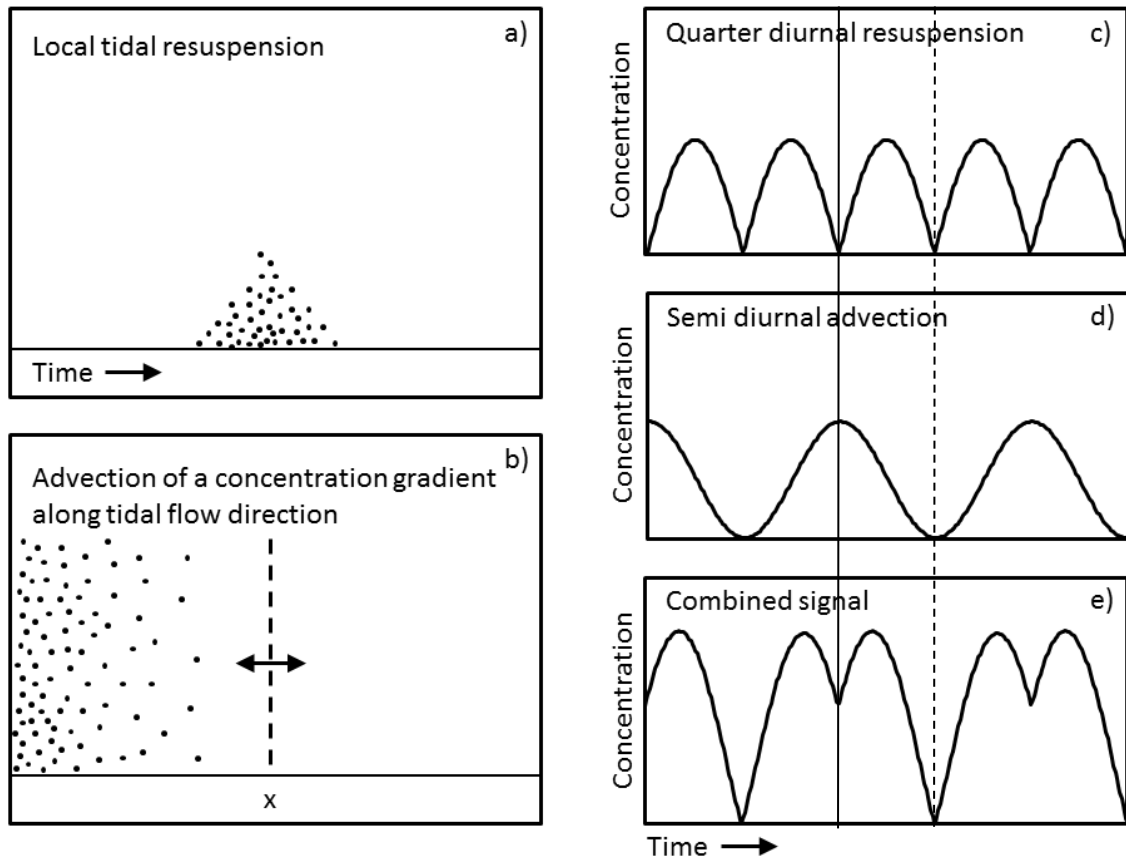 a)
Local tidal resuspension
Time
b)
Advection of a concentration gradient
along tidal flow direction
x
Quarter diurnal resuspension
c)
Concentration
Semi diurnal advection
d)
Concentration
Combined signal
e)
Concentration
Time